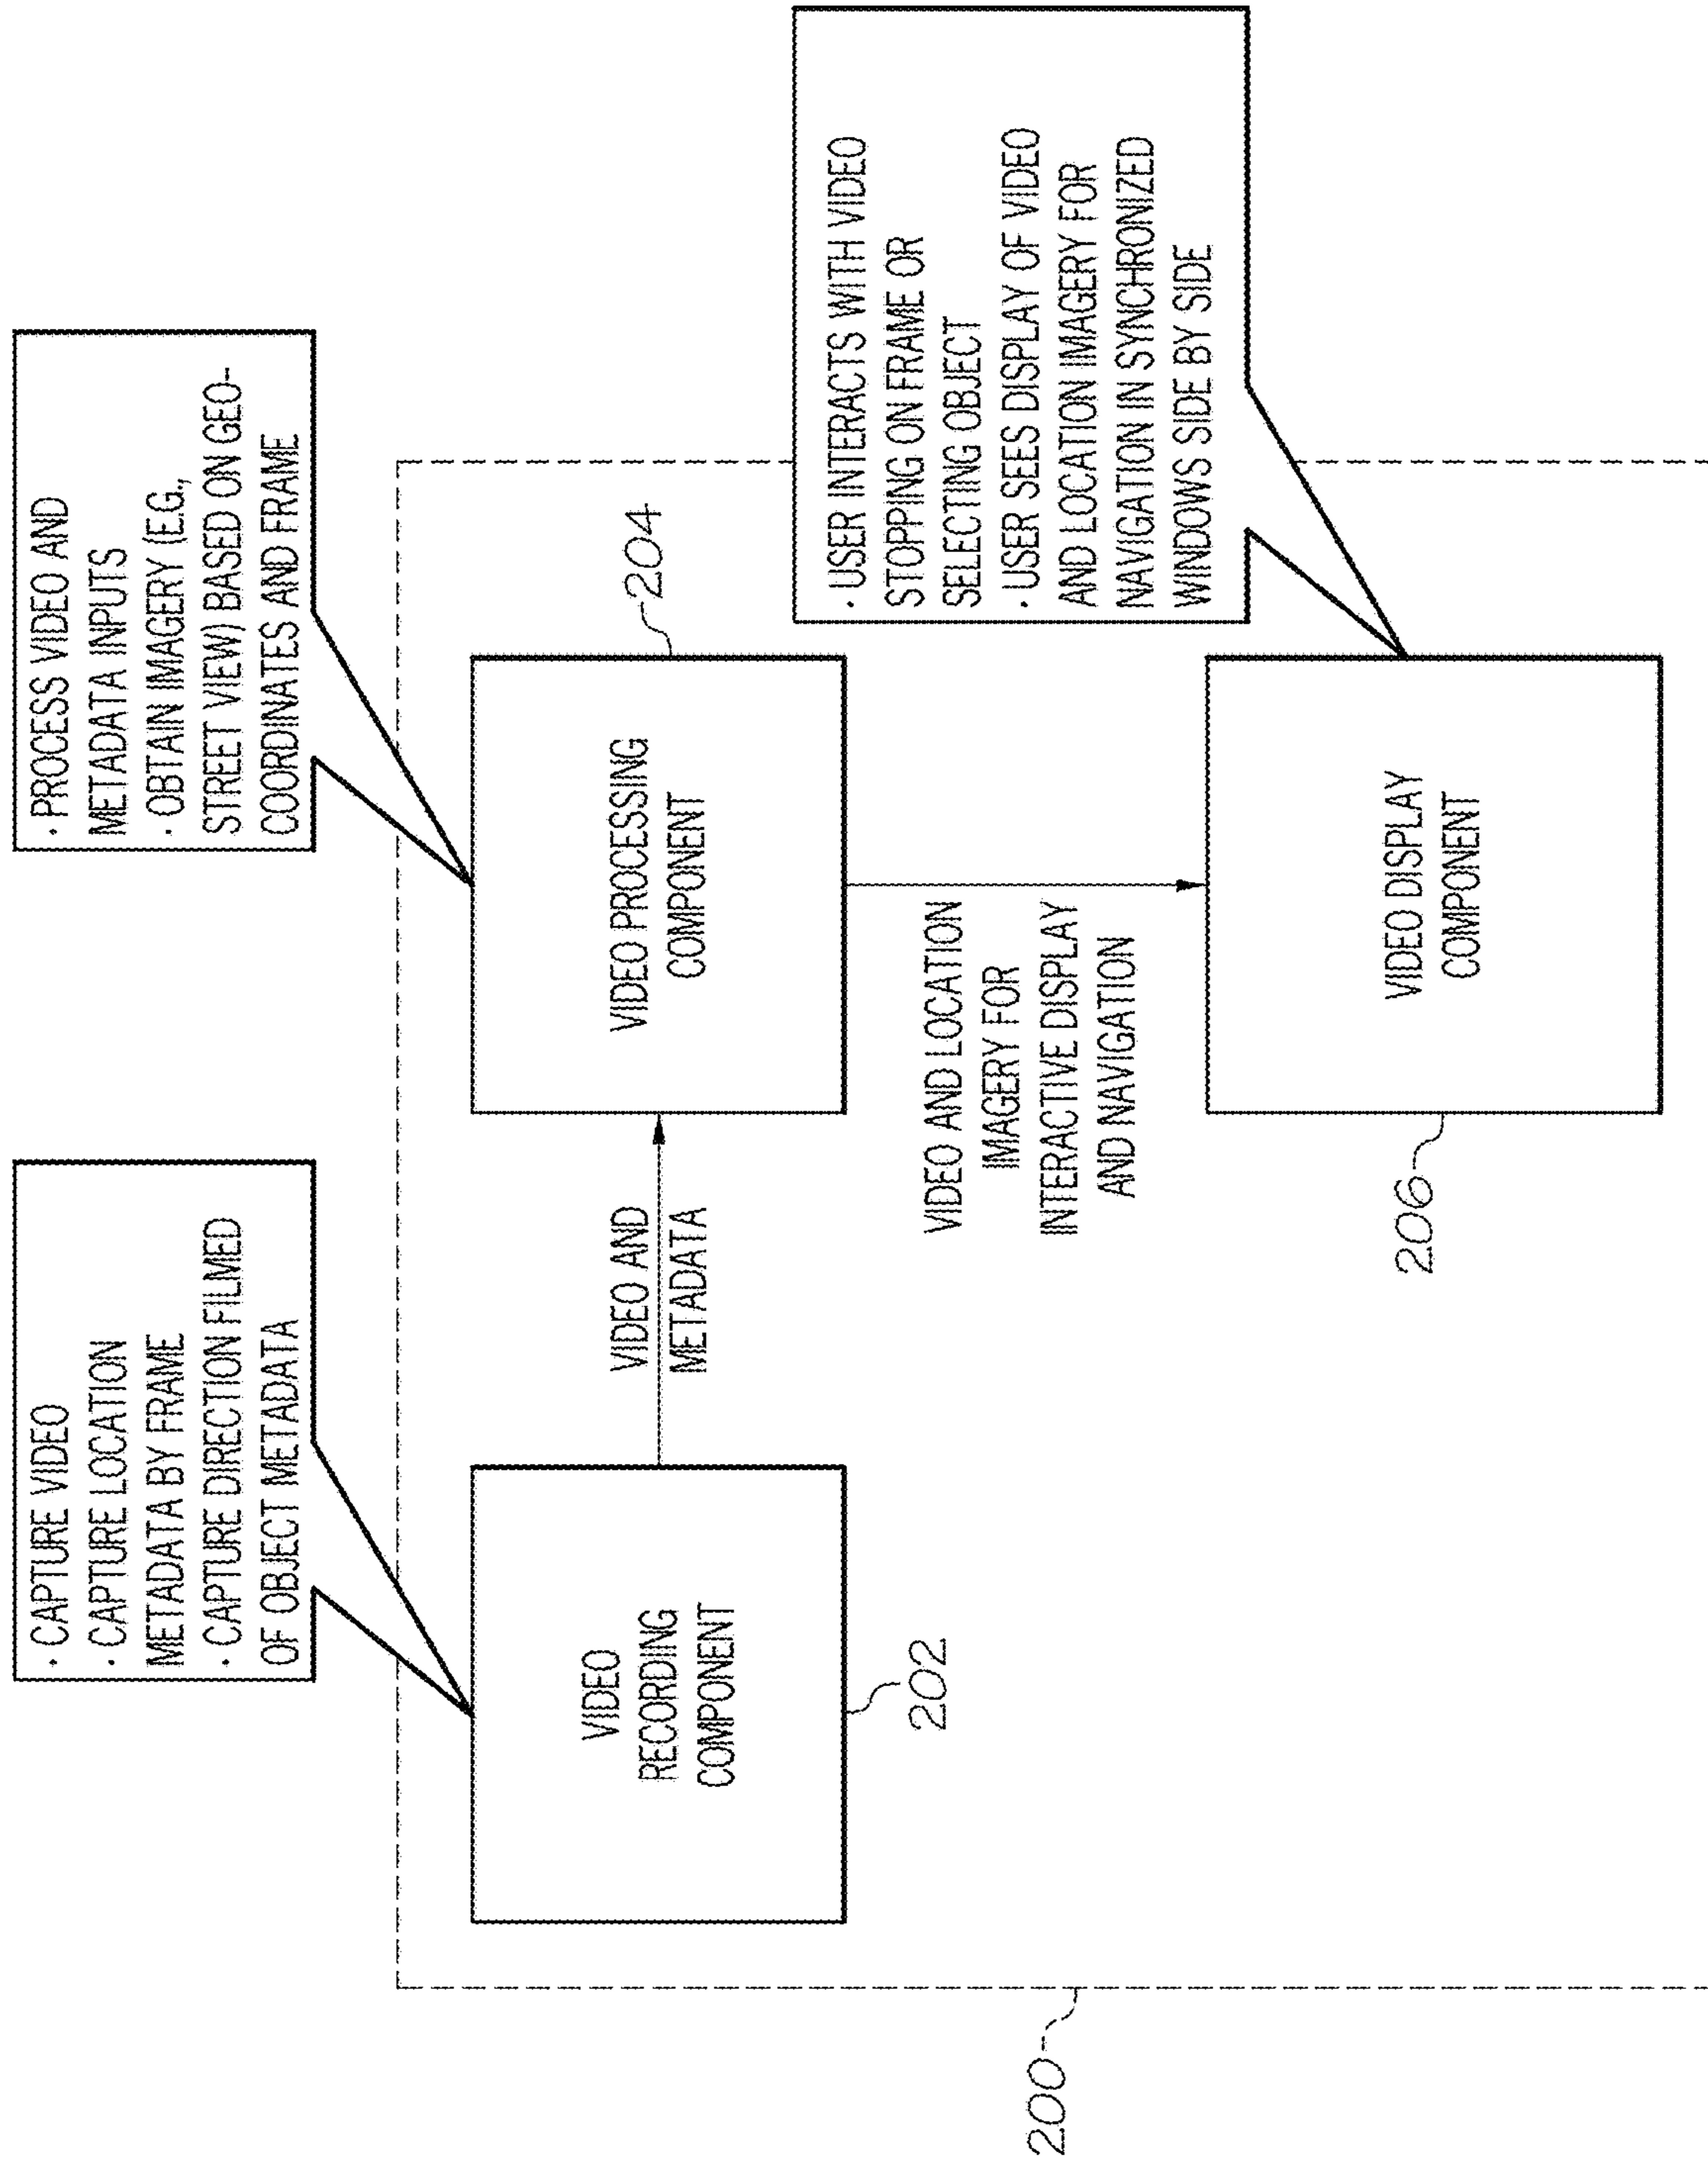 · CAPTURE VIDEO
· CAPTURE LOCATION
METADATA BY FRAME
· CAPTURE DIRECTION FILMED
OF OBJECT METADATA
· PROCESS VIDEO AND
METADATA INPUTS
· OBTAIN IMAGERY (E.G.,
STREET VIEW) BASED ON GEO-
COORDINATES AND FRAME
VIDEO
RECORDING
COMPONENT
202
VIDEO AND
METADATA
VIDEO PROCESSING
COMPONENT
204
VIDEO AND LOCATION
IMAGERY FOR
INTERACTIVE DISPLAY
AND NAVIGATION
· USER INTERACTS WITH VIDEO
STOPPING ON FRAME OR
SELECTING OBJECT
· USER SEES DISPLAY OF VIDEO
AND LOCATION IMAGERY FOR
NAVIGATION IN SYNCHRONIZED
WINDOWS SIDE BY SIDE
200
206
VIDEO DISPLAY
COMPONENT